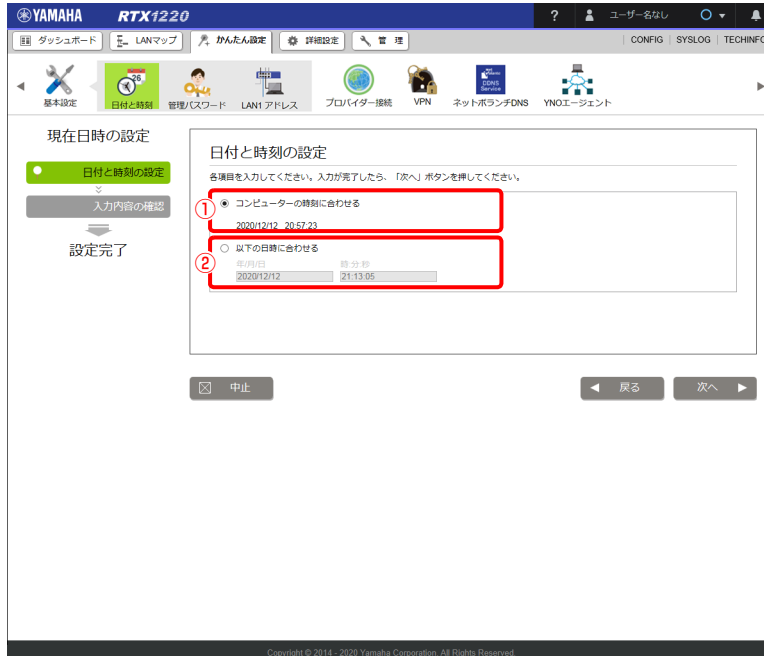 YAMAHA RTX1220 ? ユーザー名なし
ダッシュボード LANマップ かんたん設定 詳細設定 管 理 CONFIG SYSLOG TECHINFO
26
DDNS Service
基本設定 日付と時刻 管理パスワード LAN1 アドレス プロバイダー接続 VPN ネットボランチDNS YNOエージェント
現在日時の設定
日付と時刻の設定
入力内容の確認
設定完了
日付と時刻の設定
各項目を入力してください。入力が完了したら、「次へ」ボタンを押してください。
① コンピューターの時刻に合わせる
2020/12/12 20:57:23
② 以下の日時に合わせる
年/月/日 時:分:秒
2020/12/12 21:13:05
中止 戻る 次へ
Copyright © 2014 - 2020 Yamaha Corporation. All Rights Reserved.